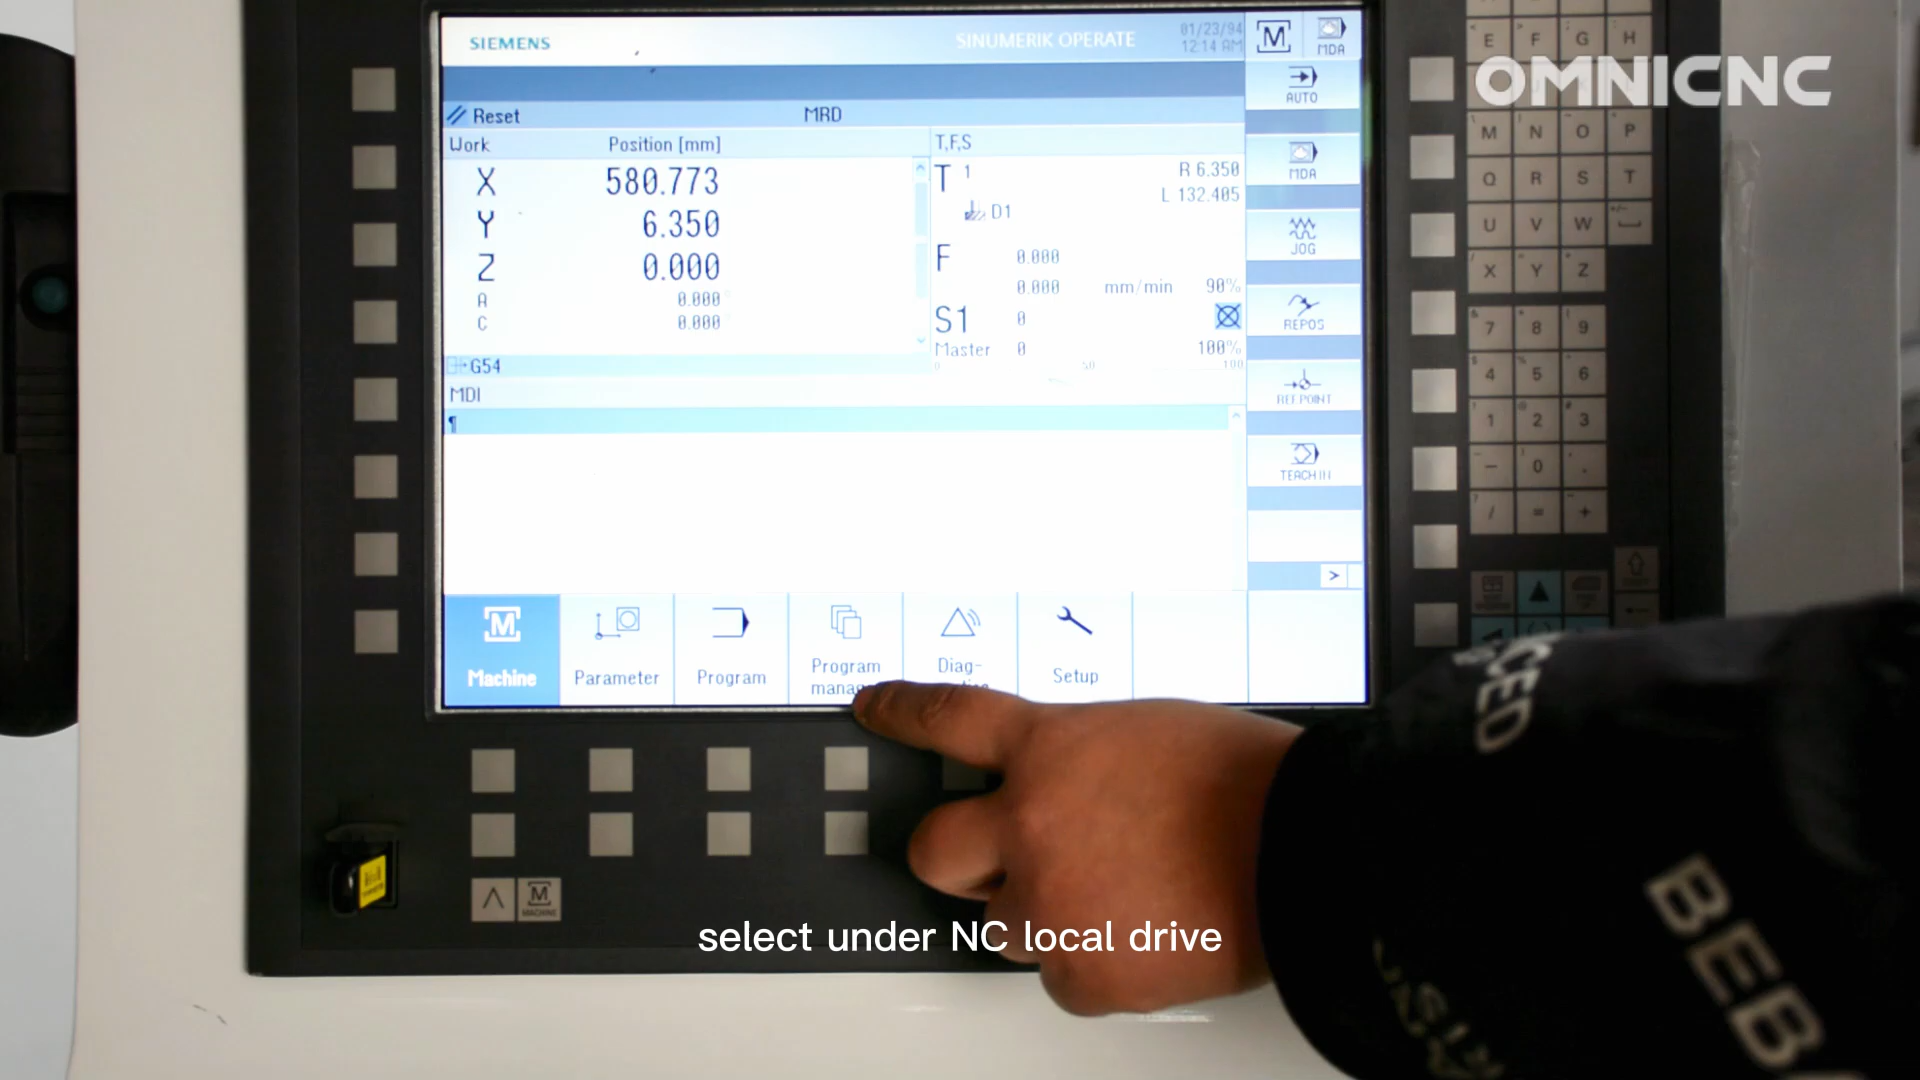 SIEMENS
SINUMERIK OPERATE
01/23/94
12:14 AM
M
MDA
OMNICNC
Reset
MRD
Work
Position [mm]
X 580.773
Y 6.350
Z 0.000
A 0.000
C 0.000
G54
T,F,S
T 1
R 6.350
L 132.405
D1
F 0.000
0.000 mm/min 90%
S1 0
Master 0 100%
0 50 100
MDI
¶
AUTO
MDA
JOG
REPOS
REF.POINT
TEACH IN
>
M
Machine
Parameter
Program
Program
Diag-
Setup
E F G H
M N O P
Q R S T
U V W
X Y Z
7 8 9
4 5 6
1 2 3
- 0 .
/ = +
M
MACHINE
select under NC local drive